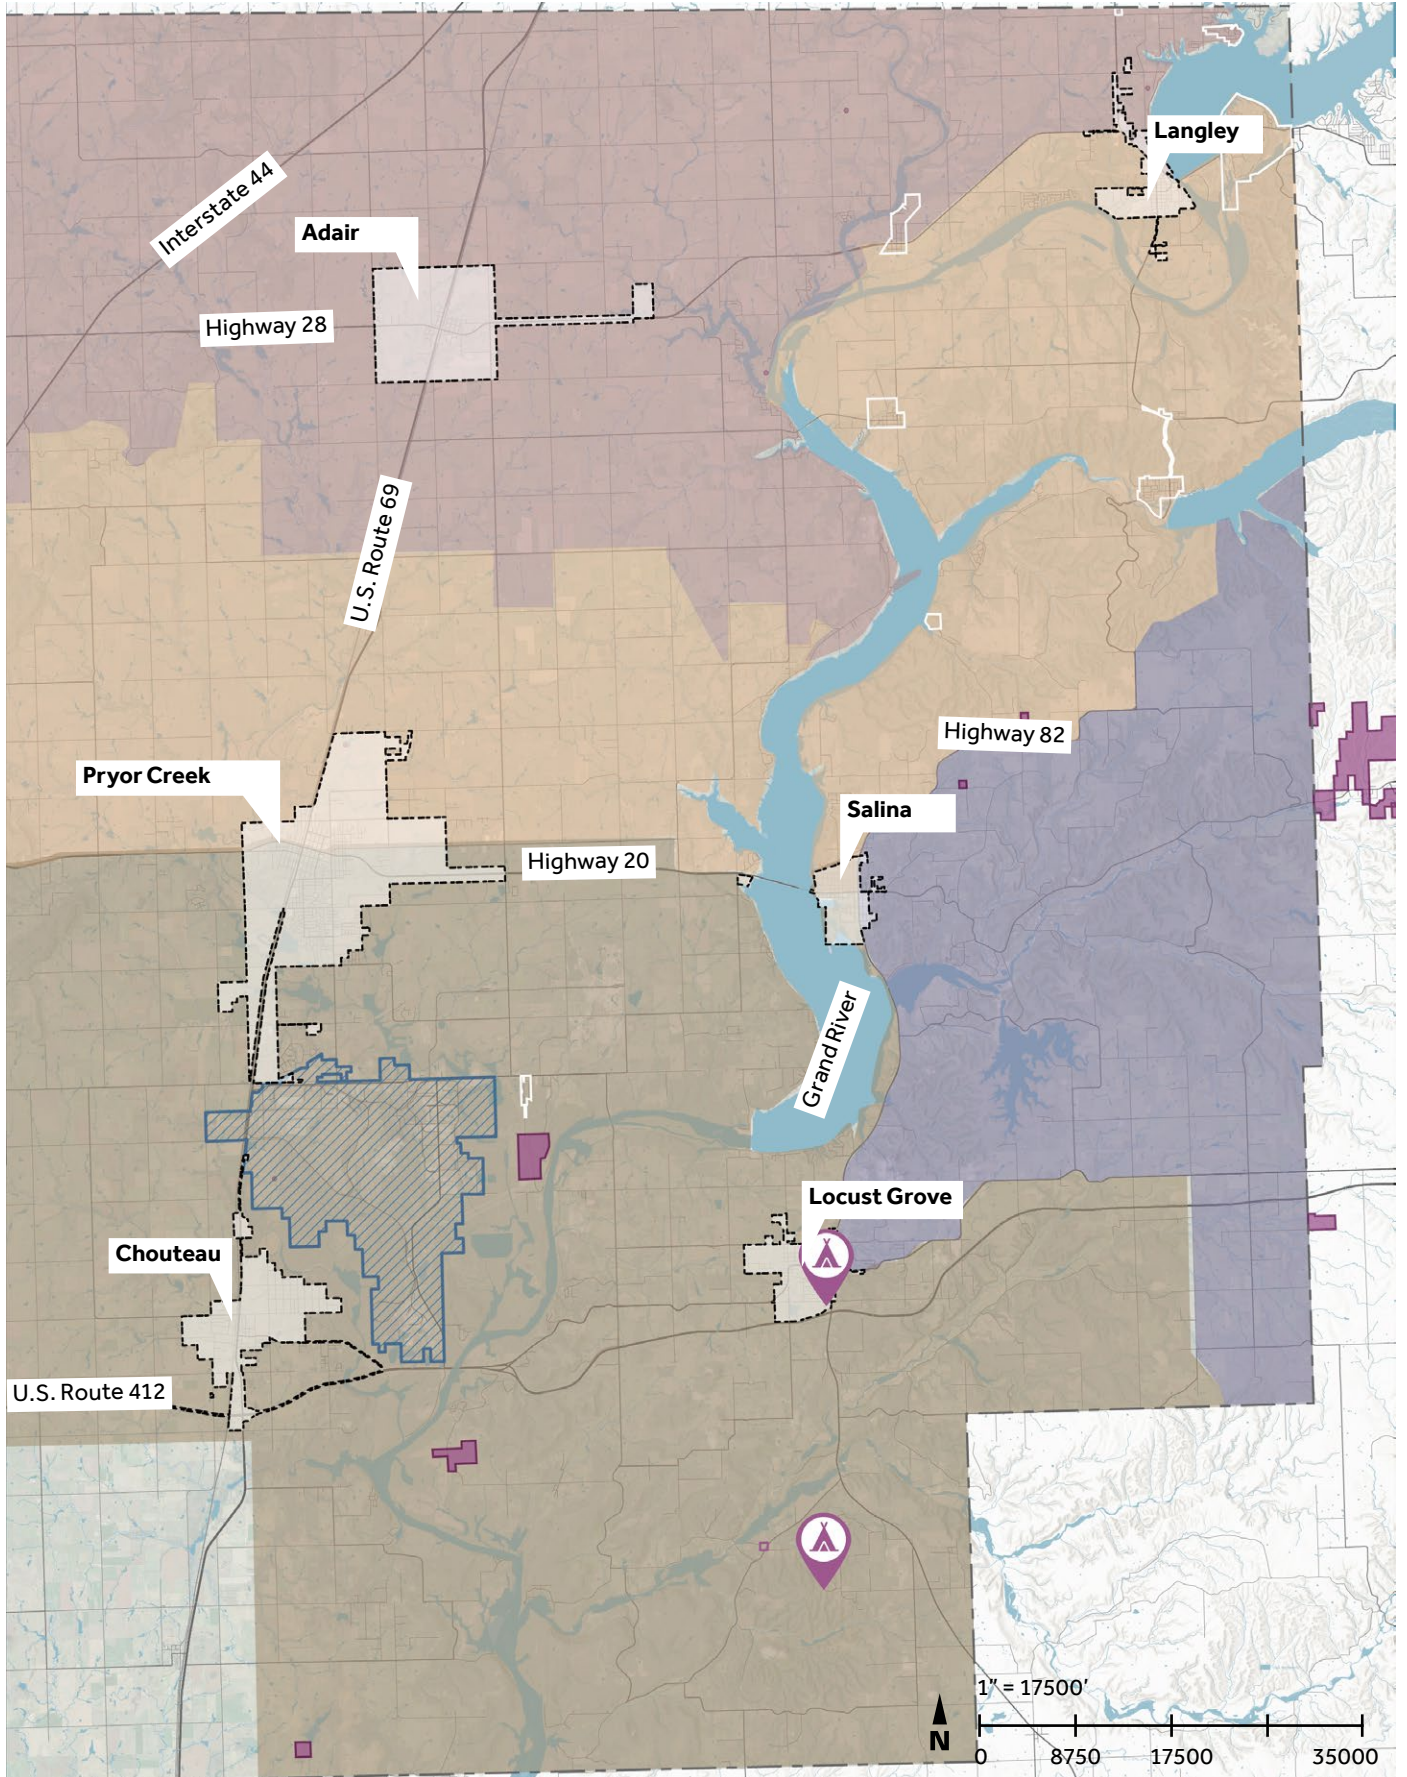 Langley
Interstate 44
Adair
Highway 28
U.S. Route 69
Highway 82
Pryor Creek
Salina
Highway 20
Grand River
Locust Grove
Chouteau
U.S. Route 412
1" = 17500'
N
0 8750 17500 35000